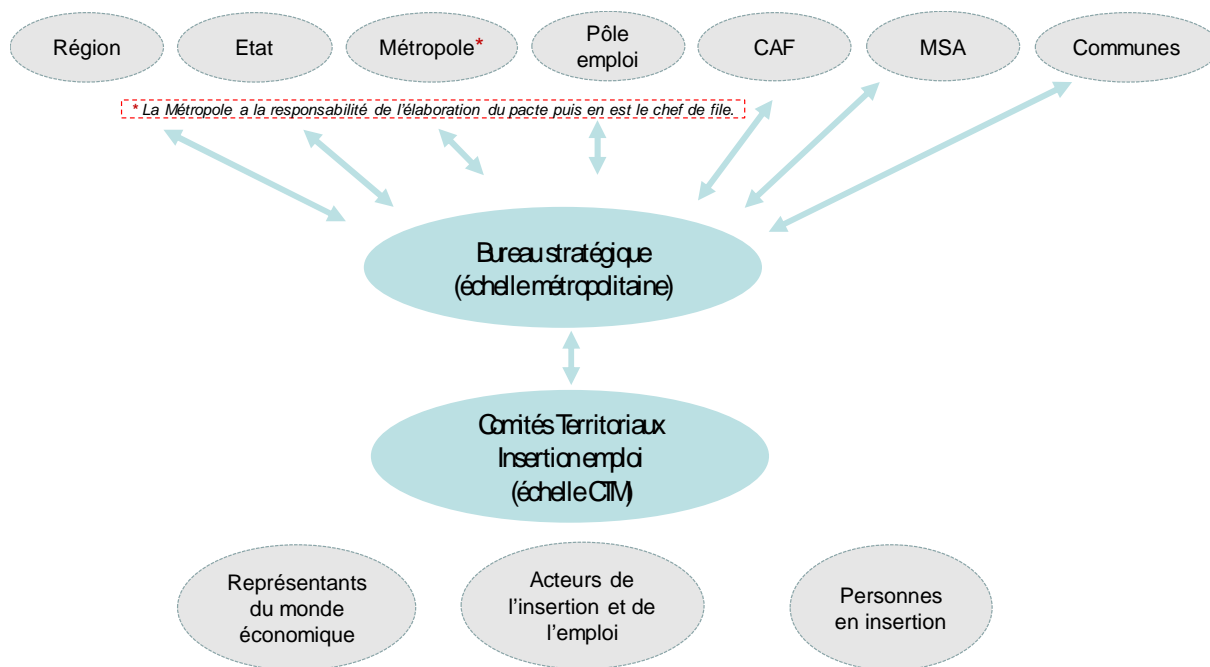 Région
Etat
Métropole*
Pôle
emploi
CAF
MSA
Communes
* La Métropole a la responsabilité de l'élaboration du pacte puis en est le chef de file.
Bureau stratégique
(échelle métropolitaine)
Comités Territoriaux
Insertion emploi
(échelle CTM)
Représentants
du monde
économique
Acteurs de
l'insertion et de
l'emploi
Personnes
en insertion